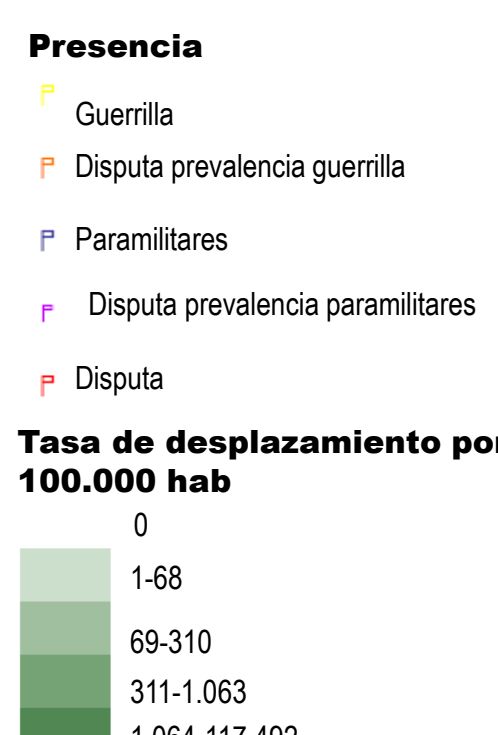 Presencia
Guerrilla
Disputa prevalencia guerrilla
Paramilitares
Disputa prevalencia paramilitares
Disputa
Tasa de desplazamiento por
100.000 hab
0
1-68
69-310
311-1.063
1.064-117.492